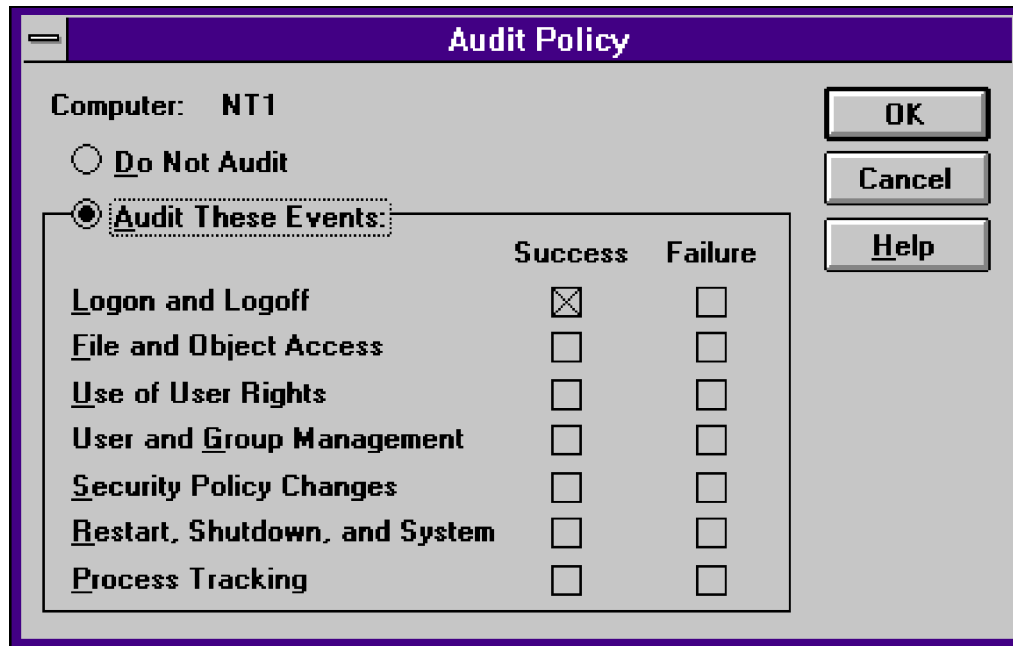 Audit Policy
Computer: NT1
OK
Do Not Audit
Cancel
Audit These Events:
Help
Success Failure
Logon and Logoff
File and Object Access
Use of User Rights
User and Group Management
Security Policy Changes
Restart, Shutdown, and System
Process Tracking